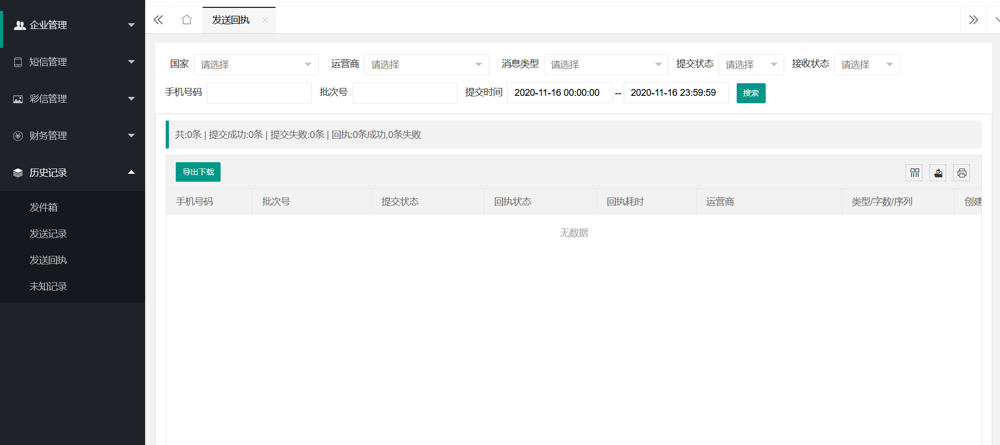 企业管理
短信管理
彩信管理
财务管理
历史记录
发件箱
发送记录
发送回执
未知记录
发送回执
国家 请选择 运营商 请选择 消息类型 请选择 提交状态 请选择 接收状态 请选择
手机号码 批次号 提交时间 2020-11-16 00:00:00 -- 2020-11-16 23:59:59 搜索
共:0条 | 提交成功:0条 | 提交失败:0条 | 回执:0条成功,0条失败
导出下载
手机号码 批次号 提交状态 回执状态 回执耗时 运营商 类型/字数/序列 创建
无数据